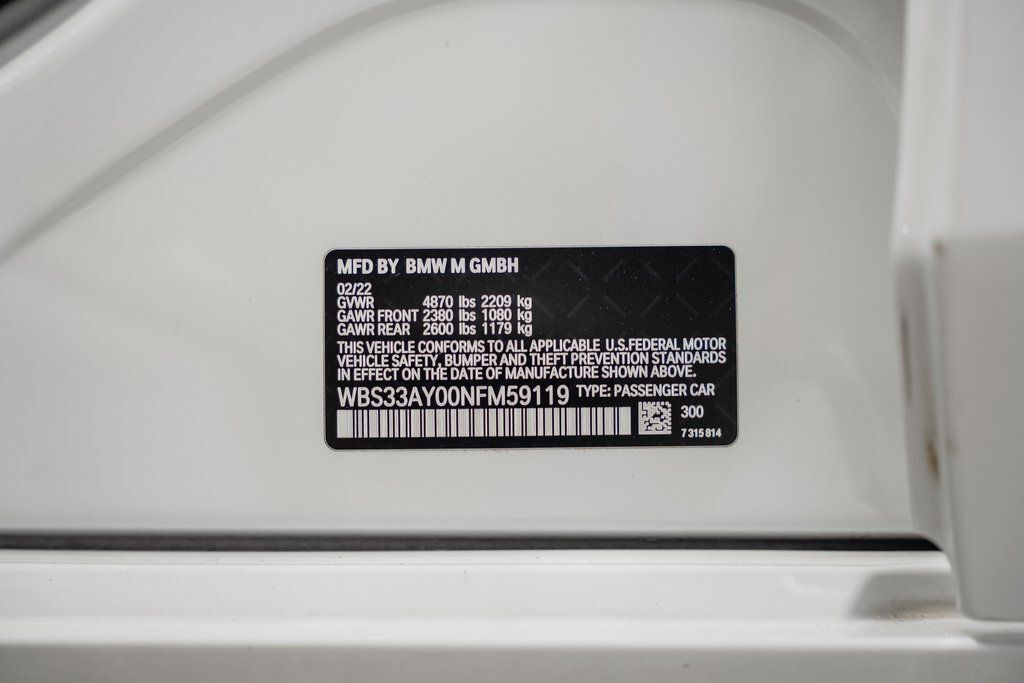 MFD BY BMW M GMBH
02/22
GVWR 4870 lbs 2209 kg
GAWR FRONT 2380 lbs 1080 kg
GAWR REAR 2600 lbs 1179 kg
THIS VEHICLE CONFORMS TO ALL APPLICABLE U.S.FEDERAL MOTOR
VEHICLE SAFETY, BUMPER AND THEFT PREVENTION STANDARDS
IN EFFECT ON THE DATE OF MANUFACTURE SHOWN ABOVE.
WBS33AY00NFM59119 TYPE: PASSENGER CAR
300
7 315 814